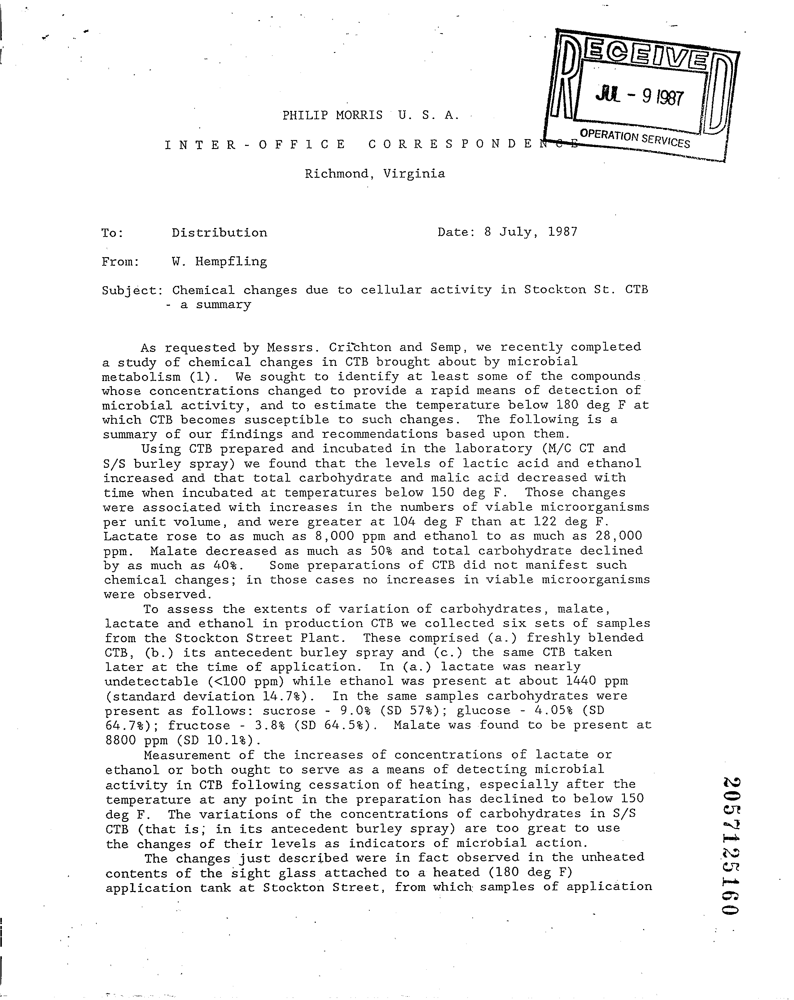 RECEIVED
JUL - 9 1987
OPERATION SERVICES
PHILIP MORRIS U. S. A.
INTER-OFFICE CORRESPONDENCE
Richmond, Virginia
To: Distribution Date: 8 July, 1987
From: W. Hempfling
Subject: Chemical changes due to cellular activity in Stockton St. CTB
- a summary
As requested by Messrs. Crichton and Semp, we recently completed
a study of chemical changes in CTB brought about by microbial
metabolism (1). We sought to identify at least some of the compounds
whose concentrations changed to provide a rapid means of detection of
microbial activity, and to estimate the temperature below 180 deg F at
which CTB becomes susceptible to such changes. The following is a
summary of our findings and recommendations based upon them.
Using CTB prepared and incubated in the laboratory (M/C CT and
S/S burley spray) we found that the levels of lactic acid and ethanol
increased and that total carbohydrate and malic acid decreased with
time when incubated at temperatures below 150 deg F. Those changes
were associated with increases in the numbers of viable microorganisms
per unit volume, and were greater at 104 deg F than at 122 deg F.
Lactate rose to as much as 8,000 ppm and ethanol to as much as 28,000
ppm. Malate decreased as much as 50% and total carbohydrate declined
by as much as 40%. Some preparations of CTB did not manifest such
chemical changes; in those cases no increases in viable microorganisms
were observed.
To assess the extents of variation of carbohydrates, malate,
lactate and ethanol in production CTB we collected six sets of samples
from the Stockton Street Plant. These comprised (a.) freshly blended
CTB, (b.) its antecedent burley spray and (c.) the same CTB taken
later at the time of application. In (a.) lactate was nearly
undetectable (<100 ppm) while ethanol was present at about 1440 ppm
(standard deviation 14.7%). In the same samples carbohydrates were
present as follows: sucrose - 9.0% (SD 57%); glucose - 4.05% (SD
64.7%); fructose - 3.8% (SD 64.5%). Malate was found to be present at
8800 ppm (SD 10.1%).
Measurement of the increases of concentrations of lactate or
ethanol or both ought to serve as a means of detecting microbial
activity in CTB following cessation of heating, especially after the
temperature at any point in the preparation has declined to below 150
deg F. The variations of the concentrations of carbohydrates in S/S
CTB (that is, in its antecedent burley spray) are too great to use
the changes of their levels as indicators of microbial action.
The changes just described were in fact observed in the unheated
contents of the sight glass attached to a heated (180 deg F)
application tank at Stockton Street, from which samples of application
2057125160